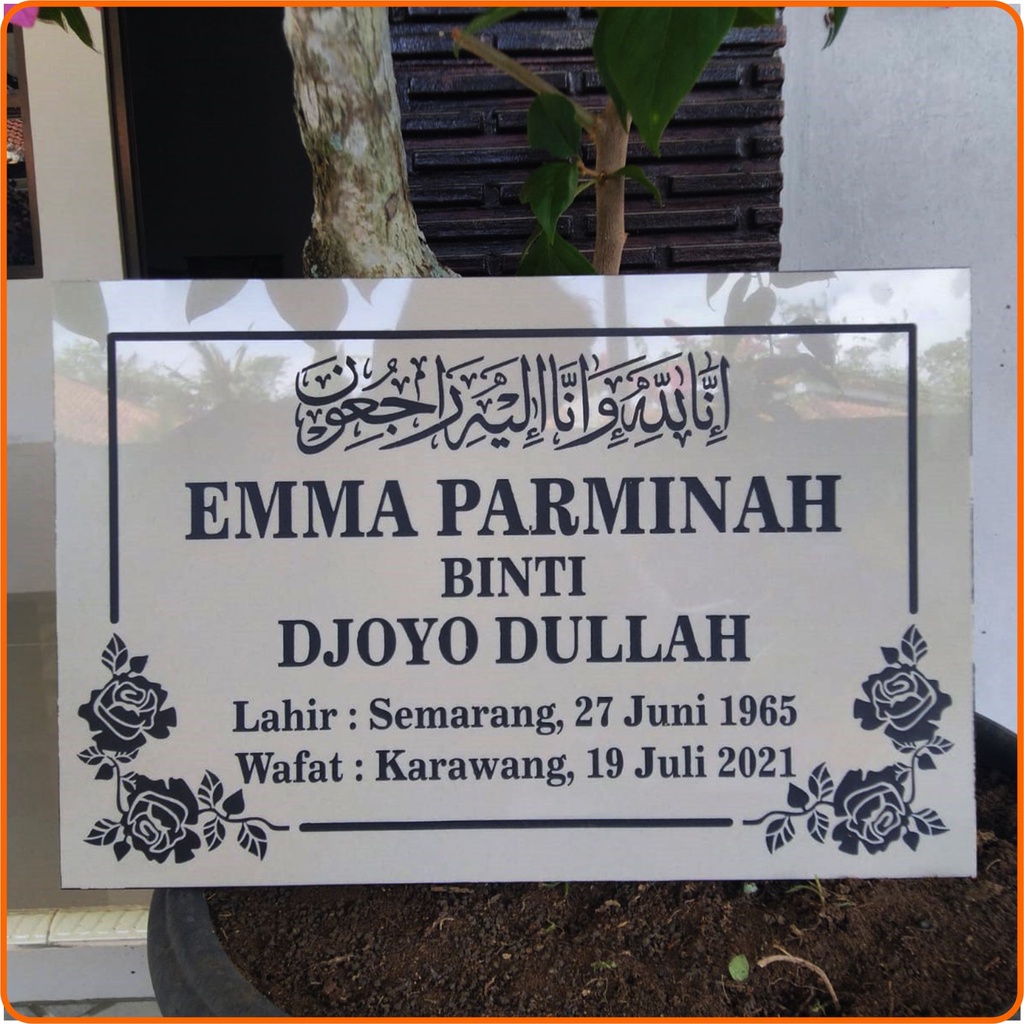 إِنَّا لِلَّهِ وَإِنَّا إِلَيْهِ رَاجِعُونَ
EMMA PARMINAH
BINTI
DJOYO DULLAH
Lahir : Semarang, 27 Juni 1965
Wafat : Karawang, 19 Juli 2021